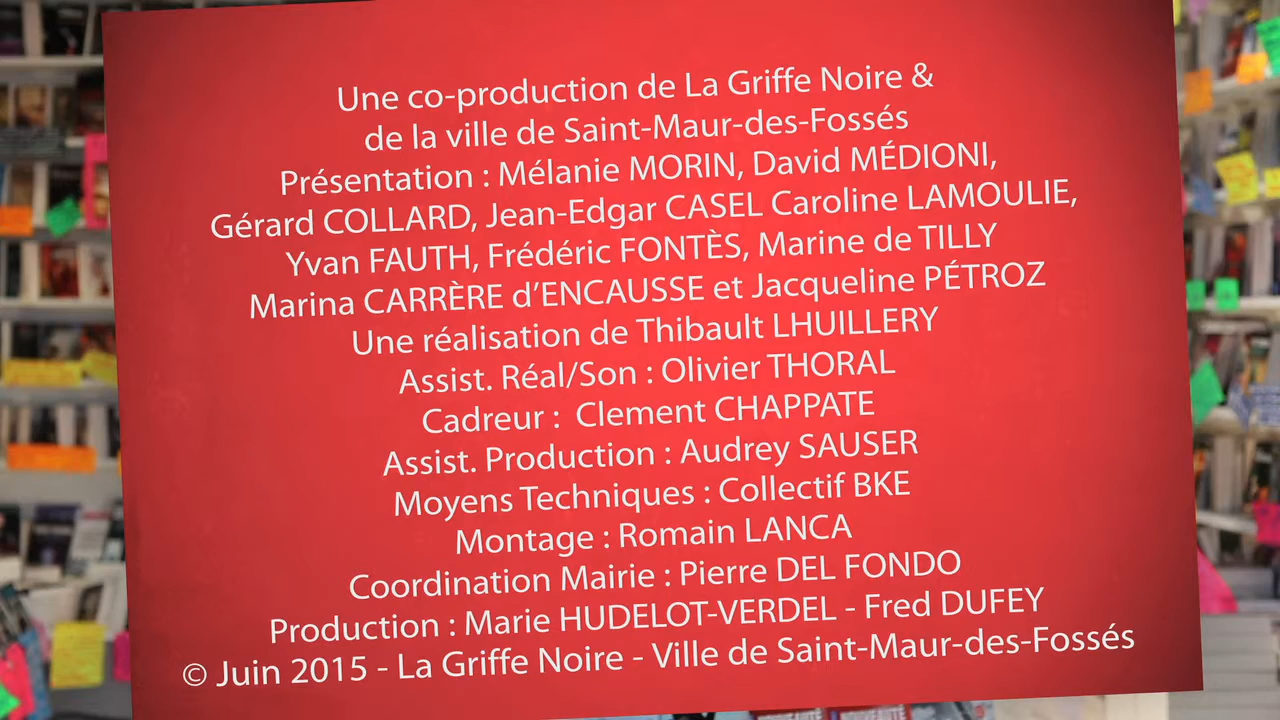 Une co-production de La Griffe Noire &
de la ville de Saint-Maur-des-Fossés
Présentation : Mélanie MORIN, David MÉDIONI,
Gérard COLLARD, Jean-Edgar CASEL Caroline LAMOULIE,
Yvan FAUTH, Frédéric FONTÈS, Marine de TILLY
Marina CARRÈRE d’ENCAUSSE et Jacqueline PÉTROZ
Une réalisation de Thibault LHUILLERY
Assist. Réal/Son : Olivier THORAL
Cadreur :  Clement CHAPPATE
Assist. Production : Audrey SAUSER
Moyens Techniques : Collectif BKE
Montage : Romain LANCA
Coordination Mairie : Pierre DEL FONDO
Production : Marie HUDELOT-VERDEL - Fred DUFEY
© Juin 2015 - La Griffe Noire - Ville de Saint-Maur-des-Fossés